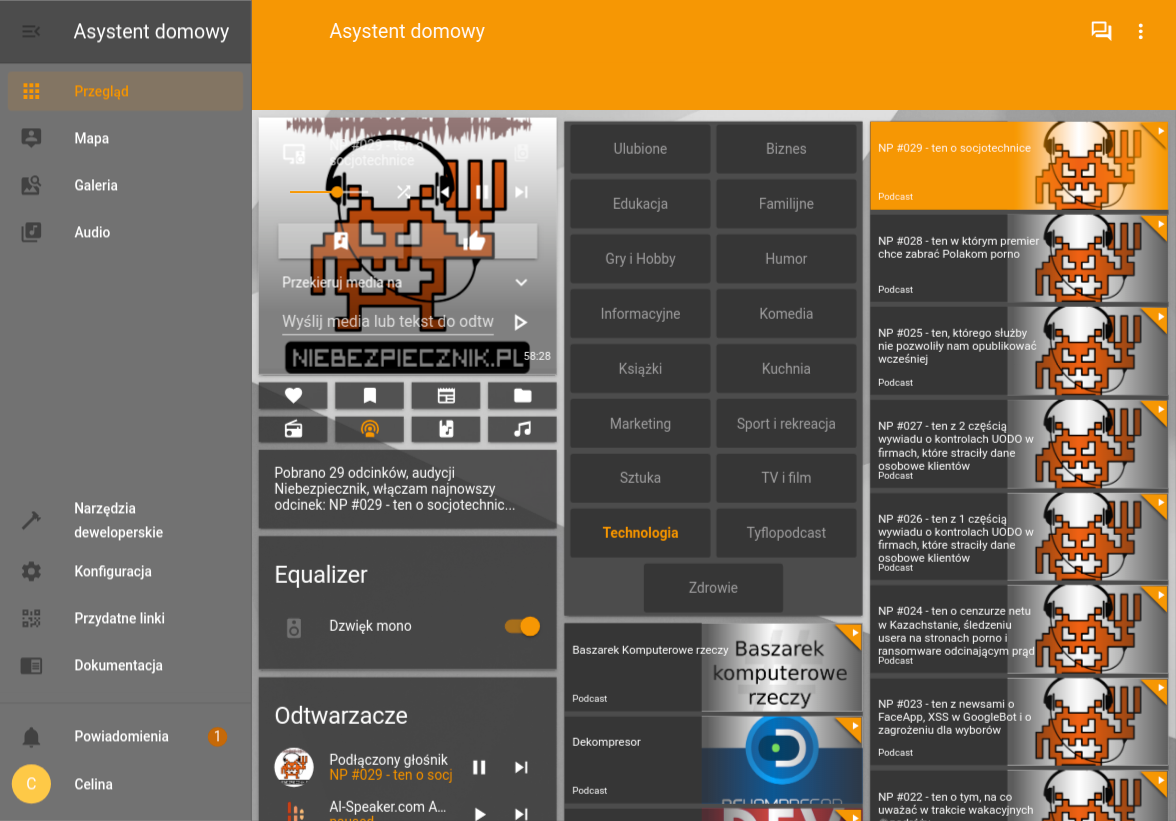 Asystent domowy
Przegląd
Mapa
Galeria
Audio
Narzędzia
deweloperskie
Konfiguracja
Przydatne linki
Dokumentacja
Powiadomienia 1
C Celina
Asystent domowy
NP #029 - ten o
socjotechnice
Przekieruj media na
Wyślij media lub tekst do odtw
NIEBEZPIECZNIK.PL
58:28
Pobrano 29 odcinków, audycji
Niebezpiecznik, włączam najnowszy
odcinek: NP #029 - ten o socjotechnic...
Equalizer
Dzwięk mono
Odtwarzacze
Podłączony głośnik
NP #029 - ten o socj
AI-Speaker.com A...
paused
Ulubione
Biznes
Edukacja
Familijne
Gry i Hobby
Humor
Informacyjne
Komedia
Książki
Kuchnia
Marketing
Sport i rekreacja
Sztuka
TV i film
Technologia
Tyflopodcast
Zdrowie
Baszarek Komputerowe rzeczy
Podcast
Baszarek
komputerowe
rzeczy
Dekompresor
Podcast
DEKOMPRESOR
DEV
NP #029 - ten o socjotechnice
Podcast
NP #028 - ten w którym premier
chce zabrać Polakom porno
Podcast
NP #025 - ten, którego służby
nie pozwoliły nam opublikować
wcześniej
Podcast
NP #027 - ten z 2 częścią
wywiadu o kontrolach UODO w
firmach, które straciły dane
osobowe klientów
Podcast
NP #026 - ten z 1 częścią
wywiadu o kontrolach UODO w
firmach, które straciły dane
osobowe klientów
Podcast
NP #024 - ten o cenzurze netu
w Kazachstanie, śledzeniu
usera na stronach porno i
ransomware odcinającym prąd
Podcast
NP #023 - ten z newsami o
FaceApp, XSS w GoogleBot i o
zagrożeniu dla wyborów
Podcast
NP #022 - ten o tym, na co
uważać w trakcie wakacyjnych